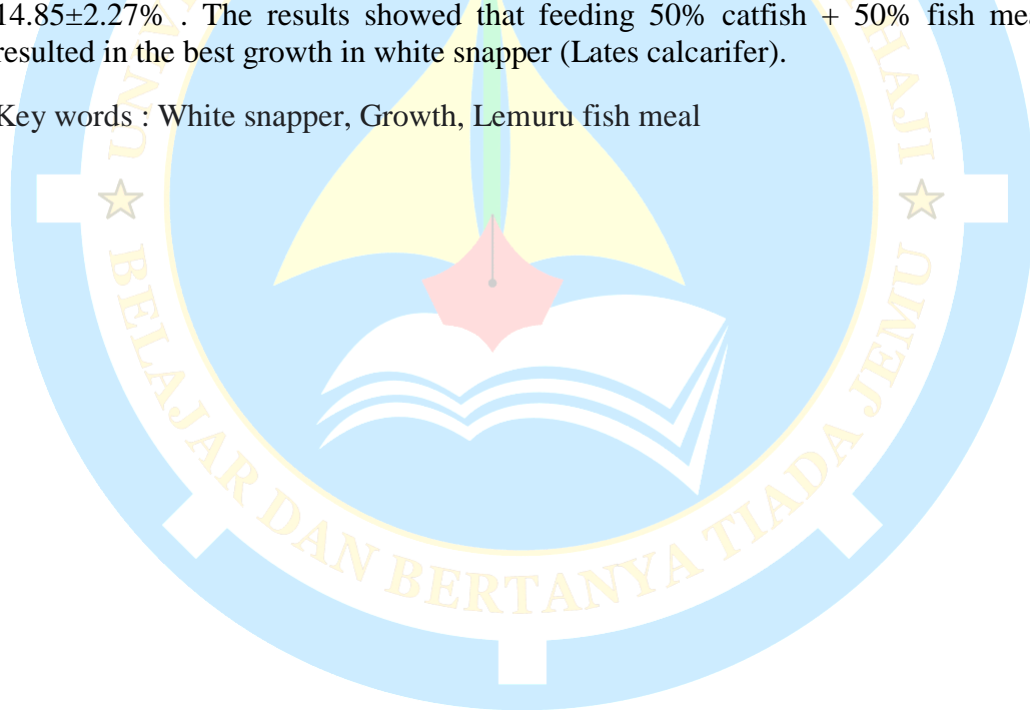 14.85±2.27% . The results showed that feeding 50% catfish + 50% fish
resulted in the best growth in white snapper (Lates calcarifer).
Key words : White snapper, Growth, Lemuru fish meal
BELAJAR DAN BERTANYA TIADA JEMU
HAJI